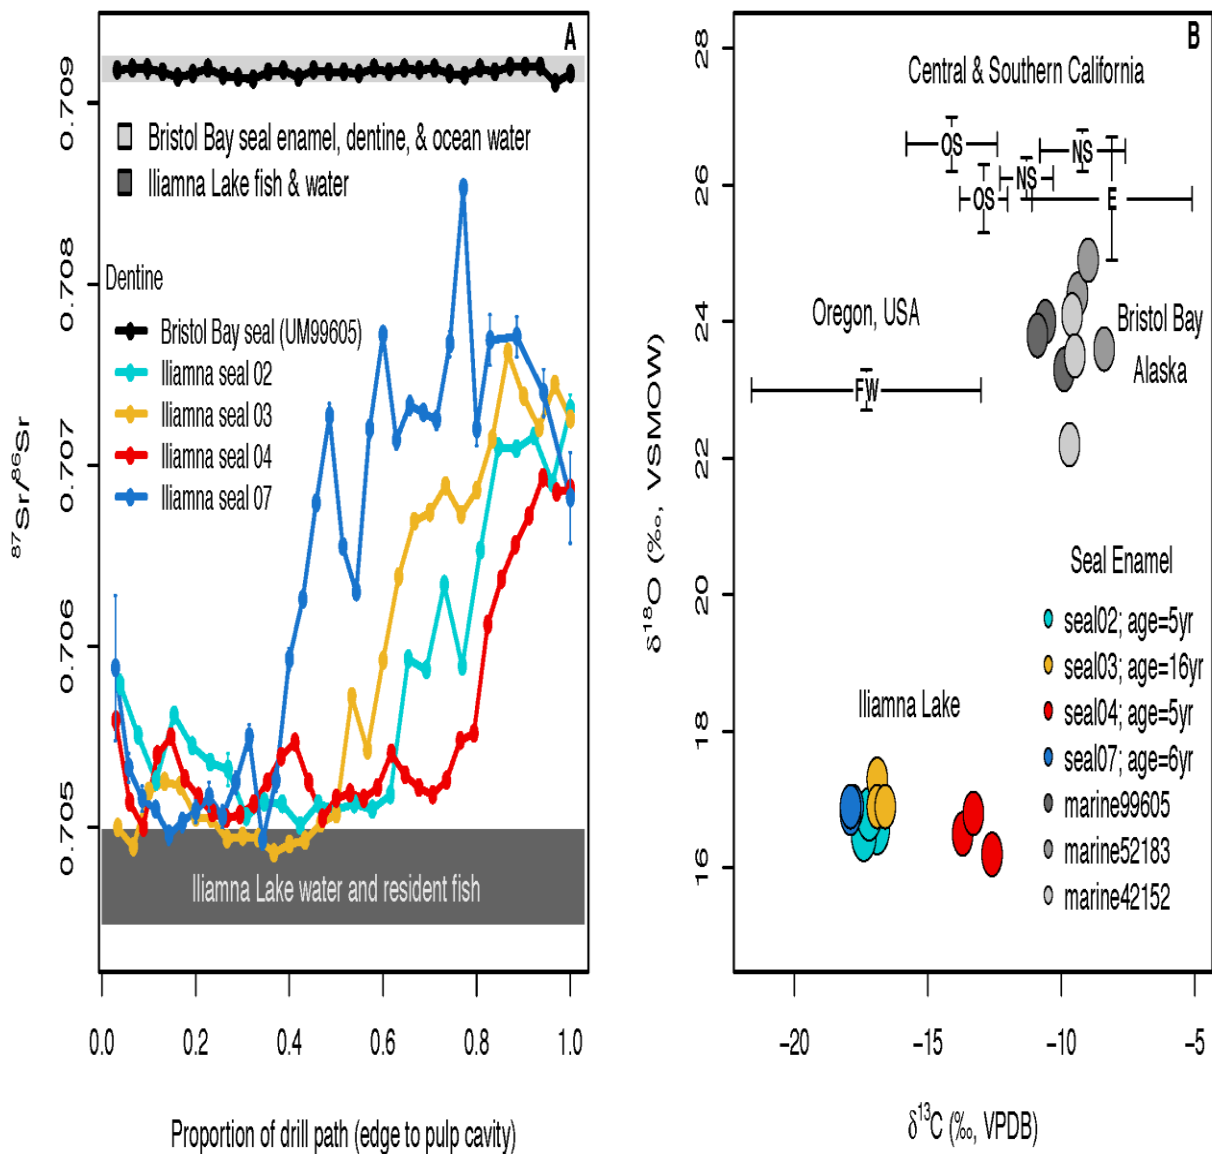 A
0.709
0.708
0.707
0.706
0.705
⁸⁷Sr/⁸⁶Sr
Bristol Bay seal enamel, dentine, & ocean water
Iliamna Lake fish & water
Dentine
Bristol Bay seal (UM99605)
Iliamna seal 02
Iliamna seal 03
Iliamna seal 04
Iliamna seal 07
Iliamna Lake water and resident fish
0.0 0.2 0.4 0.6 0.8 1.0
Proportion of drill path (edge to pulp cavity)
B
28
26
24
22
20
18
16
δ¹⁸O (‰, VSMOW)
Central & Southern California
OS
NS
NS
OS
E
Oregon, USA
FW
Bristol Bay
Alaska
Seal Enamel
seal02; age=5yr
seal03; age=16yr
seal04; age=5yr
seal07; age=6yr
marine99605
marine52183
marine42152
Iliamna Lake
−20 −15 −10 −5
δ¹³C (‰, VPDB)